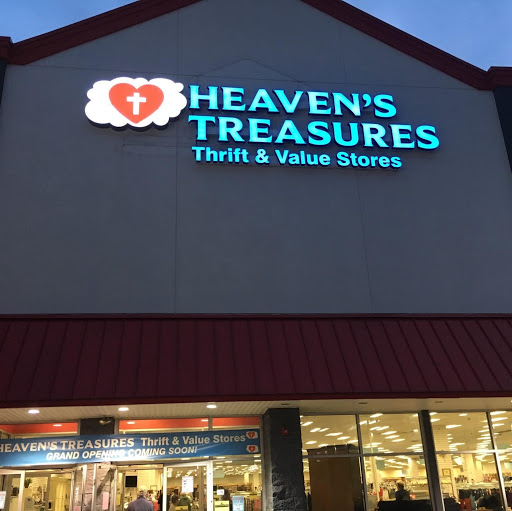 HEAVEN'S
TREASURES
Thrift & Value Stores
HEAVEN'S TREASURES Thrift & Value Stores
GRAND OPENING COMING SOON!